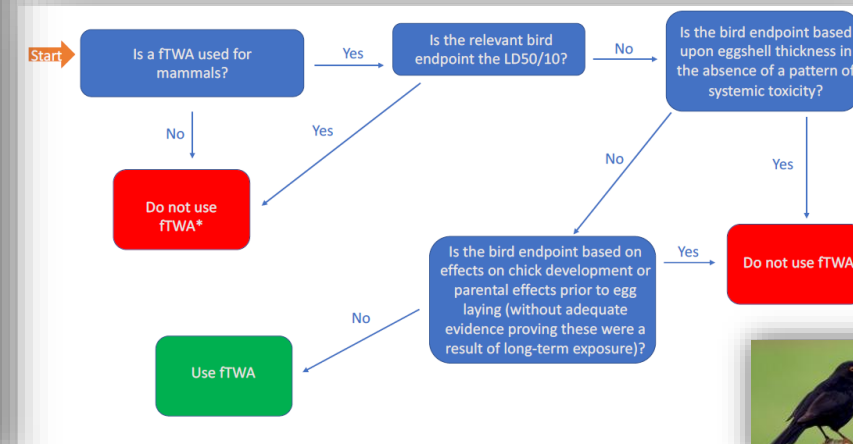 Start
Is a fTWA used for
mammals?
Yes
Is the relevant bird
endpoint the LD50/10?
No
Is the bird endpoint based
upon eggshell thickness in
the absence of a pattern of
systemic toxicity?
No
Yes
No
Yes
Do not use
fTWA*
Is the bird endpoint based on
effects on chick development or
parental effects prior to egg
laying (without adequate
evidence proving these were a
result of long-term exposure)?
Yes
Do not use fTWA
No
Use fTWA